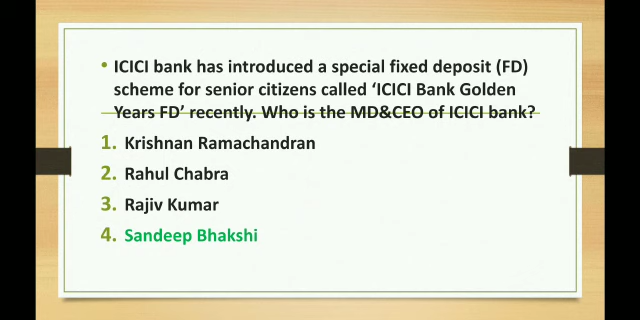 • ICICI bank has introduced a special fixed deposit (FD)
scheme for senior citizens called ‘ICICI Bank Golden
Years FD’ recently. Who is the MD&CEO of ICICI bank?
1. Krishnan Ramachandran
2. Rahul Chabra
3. Rajiv Kumar
4. Sandeep Bhakshi